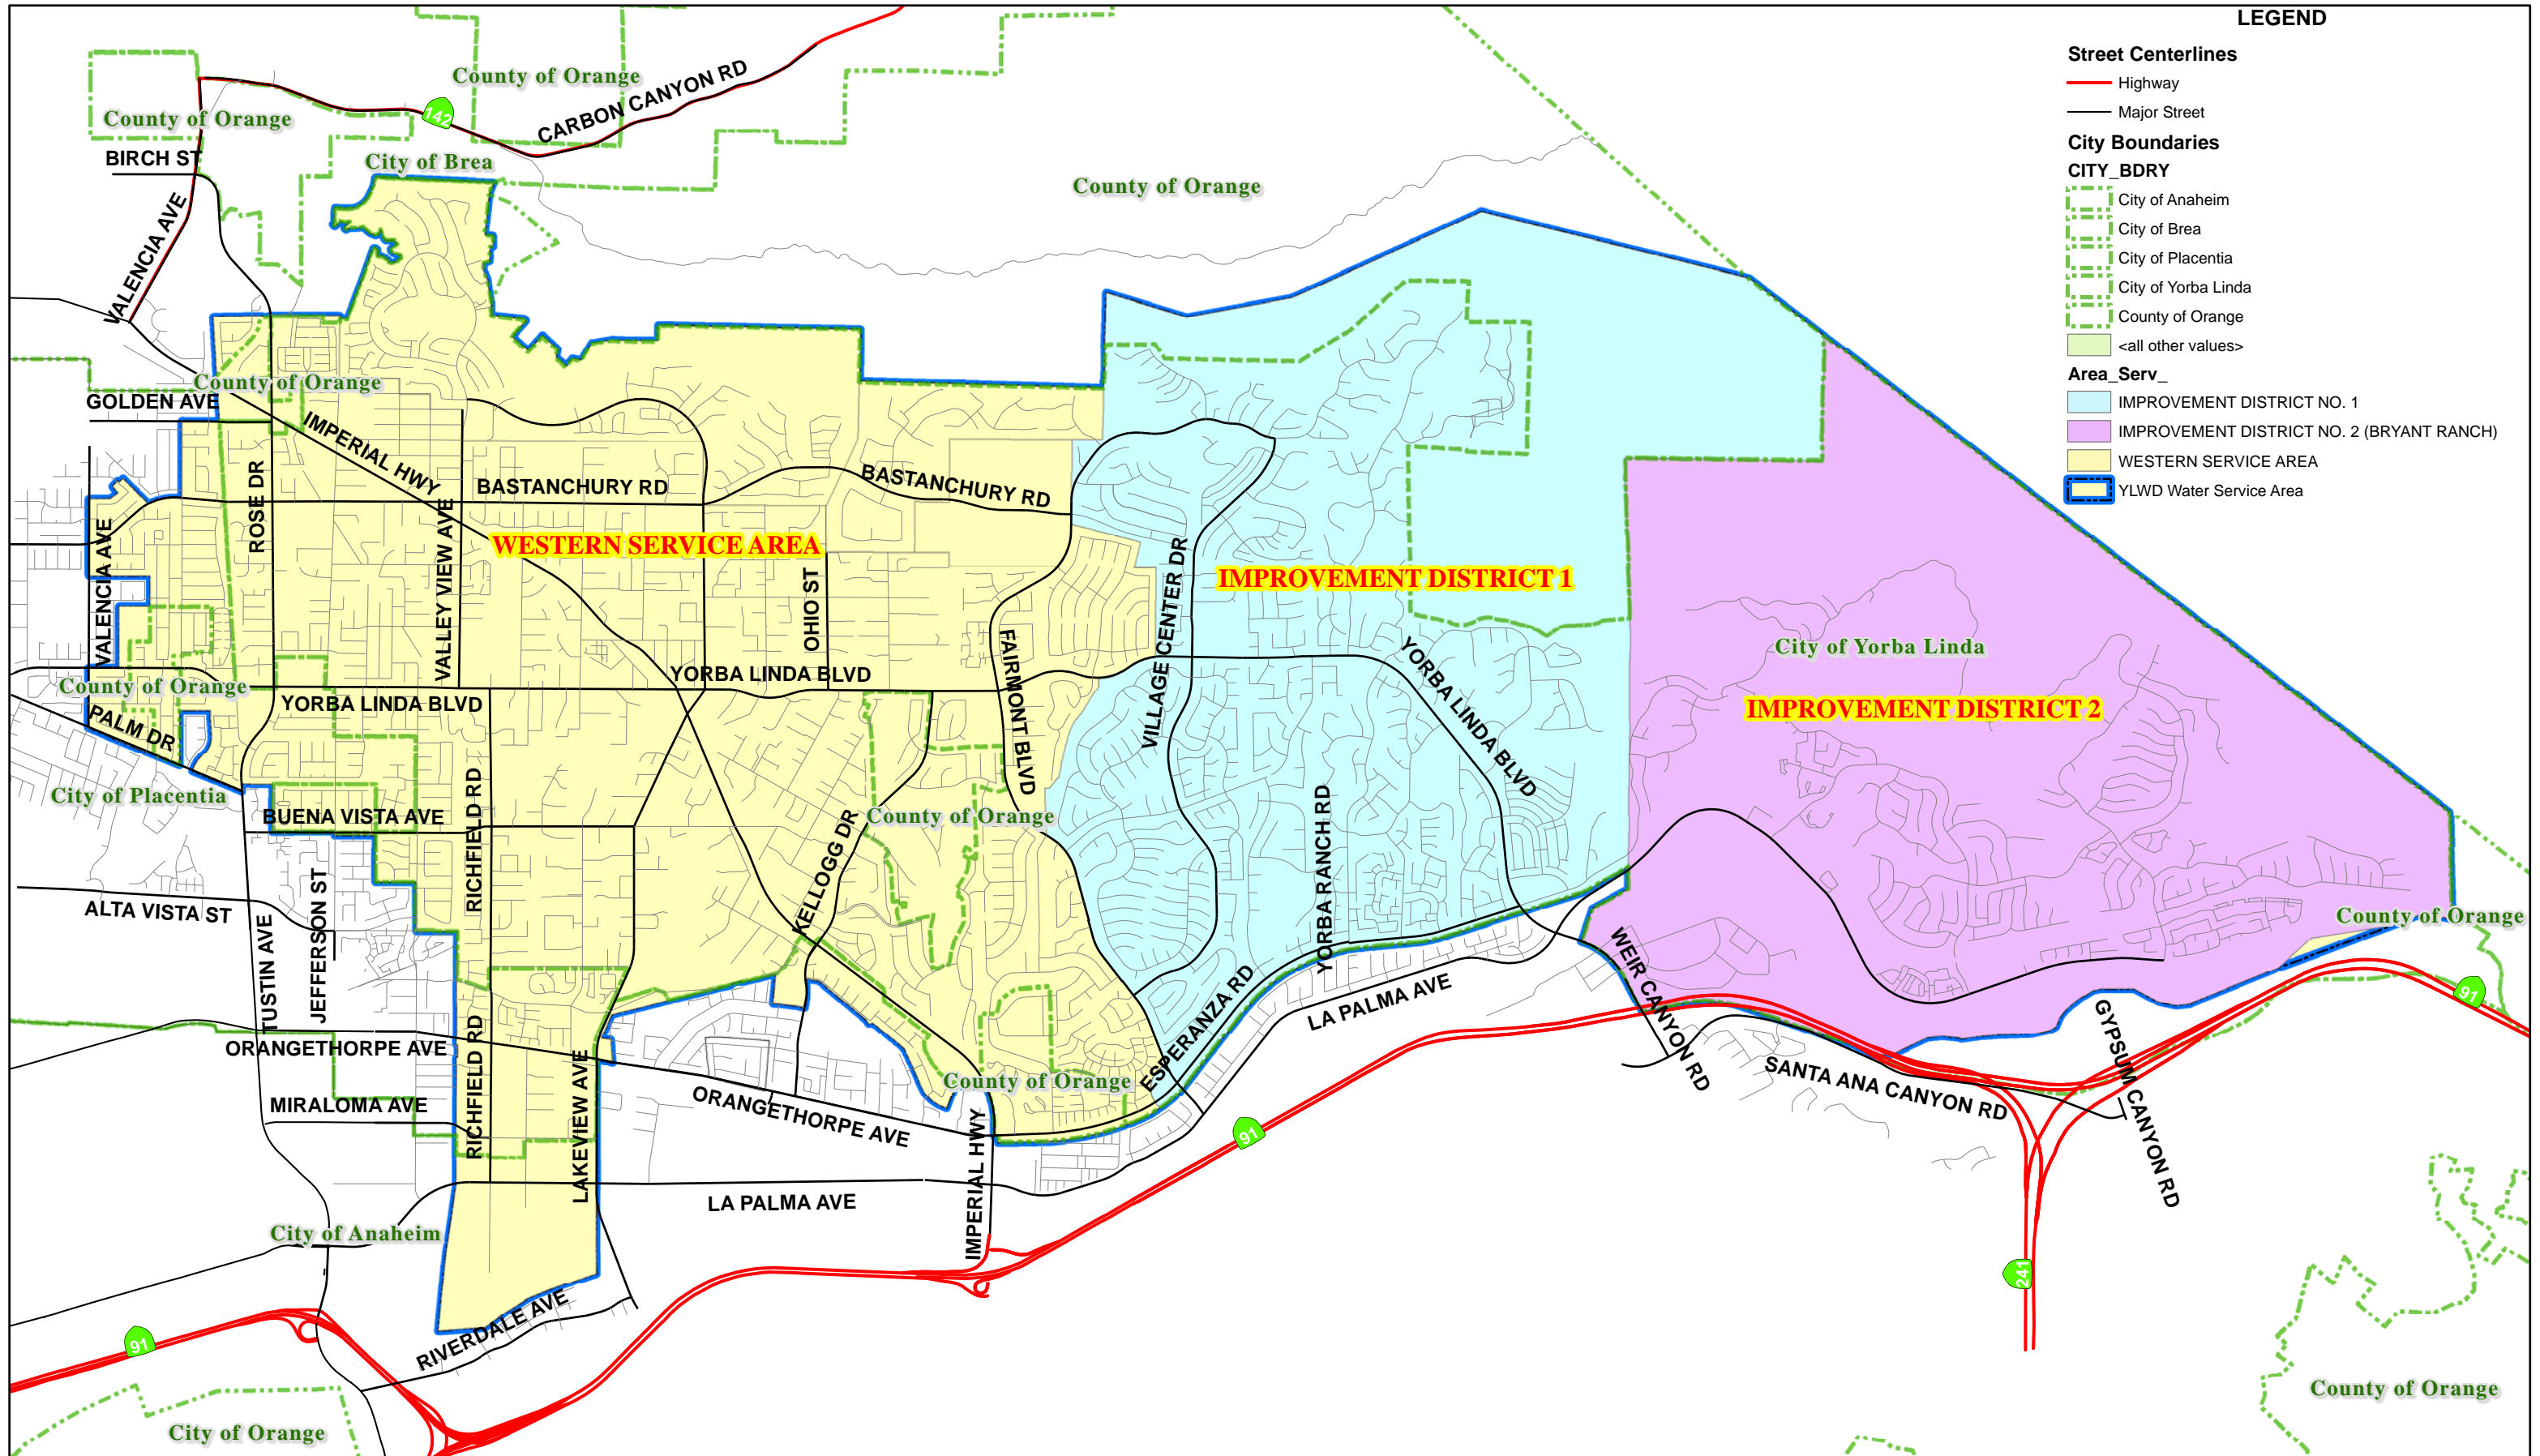 LEGEND
Street Centerlines
Highway
Major Street
City Boundaries
CITY_BDRY
City of Anaheim
City of Brea
City of Placentia
City of Yorba Linda
County of Orange
<all other values>
Area_Serv_
IMPROVEMENT DISTRICT NO. 1
IMPROVEMENT DISTRICT NO. 2 (BRYANT RANCH)
WESTERN SERVICE AREA
YLWD Water Service Area
County of Orange
CARBON CANYON RD
County of Orange
142
BIRCH ST
City of Brea
County of Orange
VALENCIA AVE
County of Orange
GOLDEN AVE
IMPERIAL HWY
ROSE DR
BASTANCHURY RD
BASTANCHURY RD
VALENCIA AVE
VALLEY VIEW AVE
WESTERN SERVICE AREA
OHIO ST
VILLAGE CENTER DR
IMPROVEMENT DISTRICT 1
FAIRMONT BLVD
YORBA LINDA BLVD
City of Yorba Linda
County of Orange
YORBA LINDA BLVD
YORBA LINDA BLVD
IMPROVEMENT DISTRICT 2
PALM DR
City of Placentia
BUENA VISTA AVE
RICHFIELD RD
KELLOGG DR
County of Orange
YORBA RANCH RD
ALTA VISTA ST
JEFFERSON ST
TUSTIN AVE
County of Orange
WEIR CANYON RD
ESPERANZA RD
LA PALMA AVE
91
GYPSUM CANYON RD
ORANGETHORPE AVE
RICHFIELD RD
LAKEVIEW AVE
County of Orange
SANTA ANA CANYON RD
MIRALOMA AVE
ORANGETHORPE AVE
91
IMPERIAL HWY
LA PALMA AVE
City of Anaheim
241
RIVERDALE AVE
91
County of Orange
City of Orange